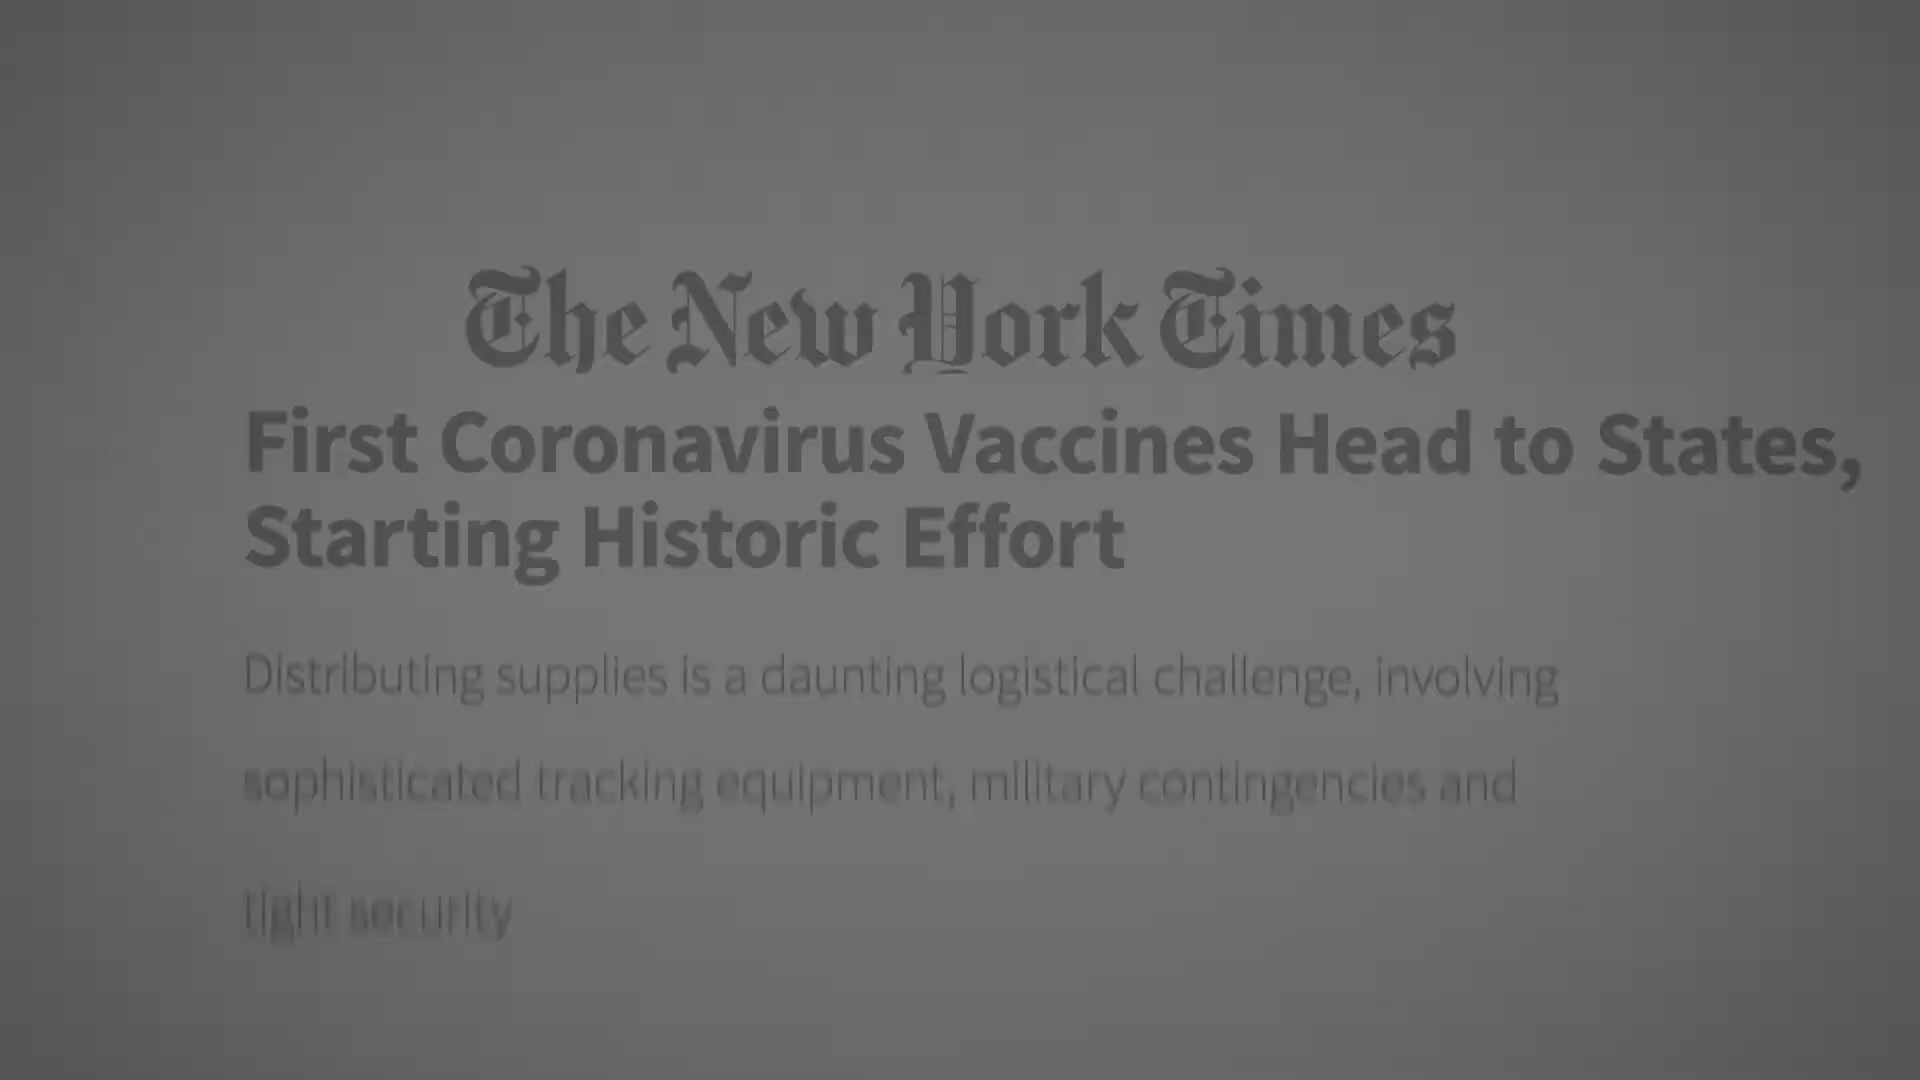 The New York Times
First Coronavirus Vaccines Head to States,
Starting Historic Effort
Distributing supplies is a daunting logistical challenge, involving
sophisticated tracking equipment, military contingencies and
tight security